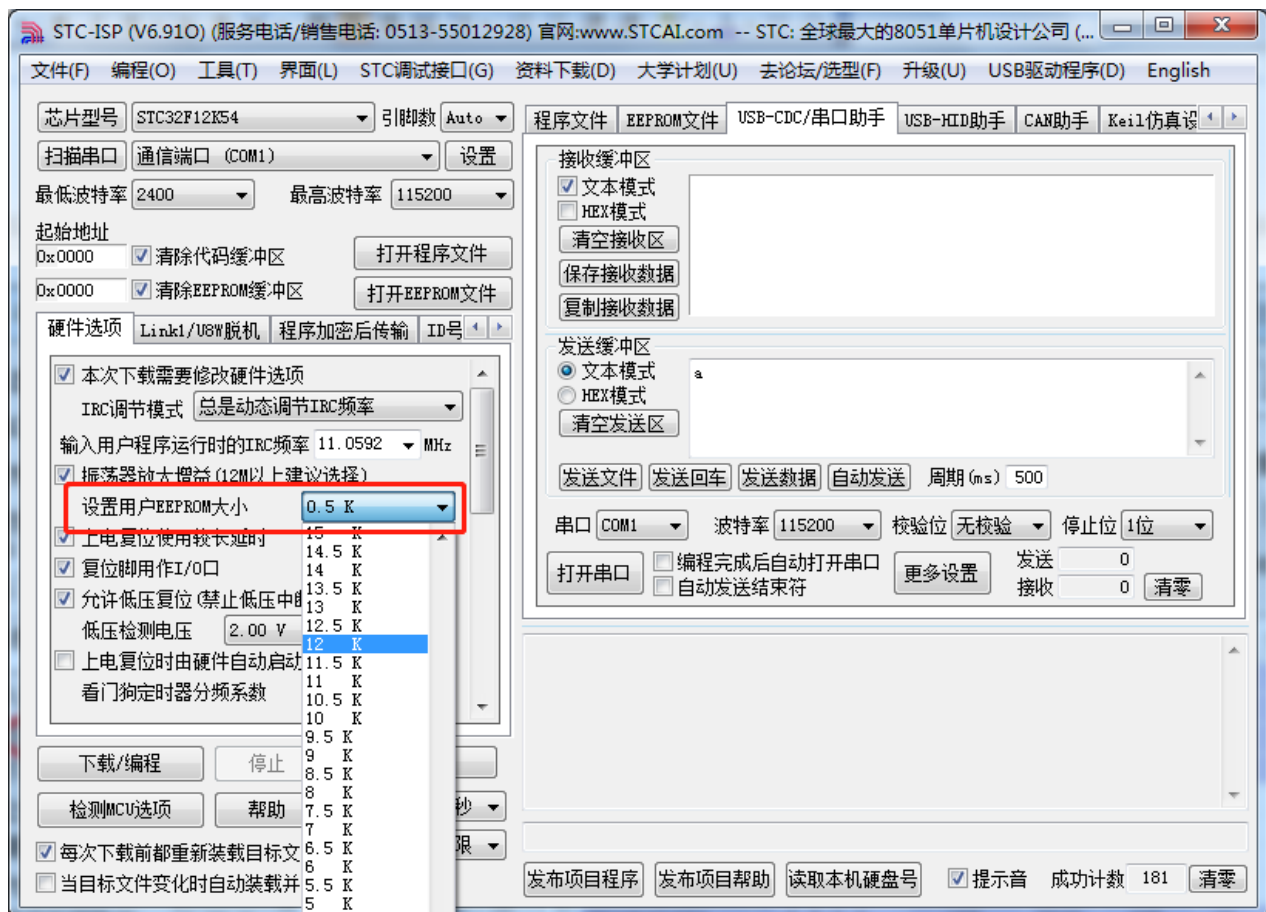 STC-ISP (V6.91O) (服务电话/销售电话: 0513-55012928) 官网:www.STCAI.com -- STC: 全球最大的8051单片机设计公司 (...
文件(F) 编程(O) 工具(T) 界面(L) STC调试接口(G) 资料下载(D) 大学计划(U) 去论坛/选型(F) 升级(U) USB驱动程序(D) English
芯片型号 STC32F12K54 引脚数 Auto
扫描串口 通信端口 (COM1) 设置
最低波特率 2400 最高波特率 115200
起始地址
0x0000 清除代码缓冲区 打开程序文件
0x0000 清除EEPROM缓冲区 打开EEPROM文件
硬件选项 Link1/U8W脱机 程序加密后传输 ID号
本次下载需要修改硬件选项
IRC调节模式 总是动态调节IRC频率
输入用户程序运行时的IRC频率 11.0592 MHz
振荡器放大增益(12M以上建议选择)
设置用户EEPROM大小 0.5 K
上电复位使用较长延时
复位脚用作I/O口
允许低压复位(禁止低压中
低压检测电压 2.00 V
上电复位时由硬件自动启动
看门狗定时器分频系数
15 K
14.5 K
14 K
13.5 K
13 K
12.5 K
12 K
11.5 K
11 K
10.5 K
10 K
9.5 K
9 K
8.5 K
8 K
7.5 K
7 K
6.5 K
6 K
5.5 K
5 K
下载/编程 停止
检测MCU选项 帮助 秒
每次下载前都重新装载目标文 限
当目标文件变化时自动装载并
程序文件 EEPROM文件 USB-CDC/串口助手 USB-HID助手 CAN助手 Keil仿真设
接收缓冲区
文本模式
HEX模式
清空接收区
保存接收数据
复制接收数据
发送缓冲区
文本模式 a
HEX模式
清空发送区
发送文件 发送回车 发送数据 自动发送 周期(ms) 500
串口 COM1 波特率 115200 校验位 无校验 停止位 1位
打开串口 编程完成后自动打开串口 更多设置 发送 0
自动发送结束符 接收 0 清零
发布项目程序 发布项目帮助 读取本机硬盘号 提示音 成功计数 181 清零